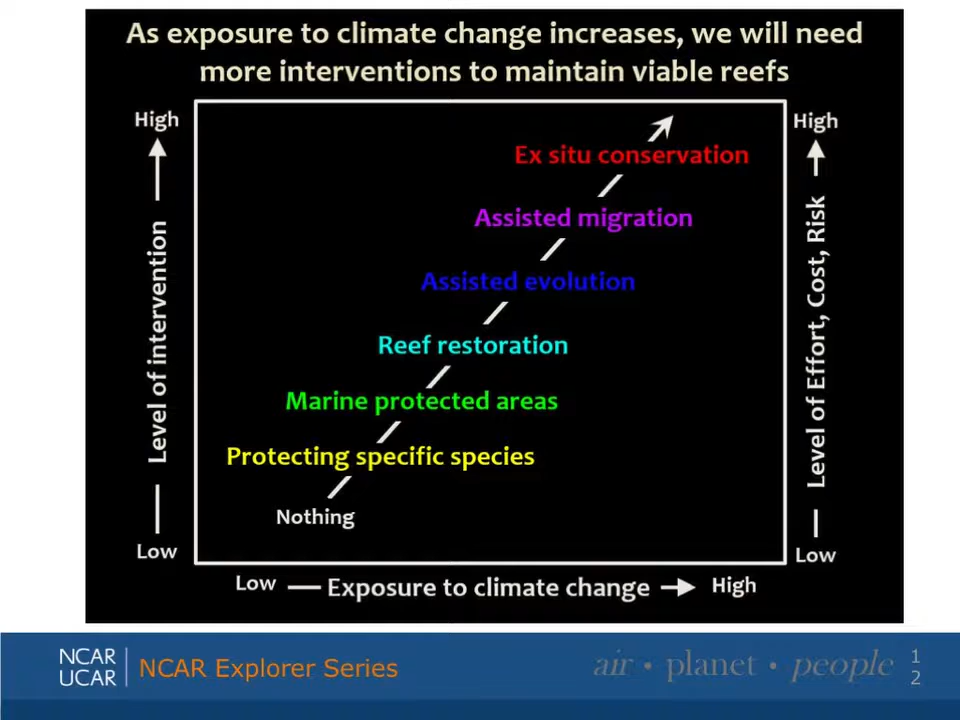 As exposure to climate change increases, we will need
more interventions to maintain viable reefs
High
High
Ex situ conservation
Assisted migration
Assisted evolution
Reef restoration
Marine protected areas
Protecting specific species
Nothing
Level of intervention
Level of Effort, Cost, Risk
Low
Low
Low
Exposure to climate change
High
NCAR
UCAR
NCAR Explorer Series
air • planet • people
1
2